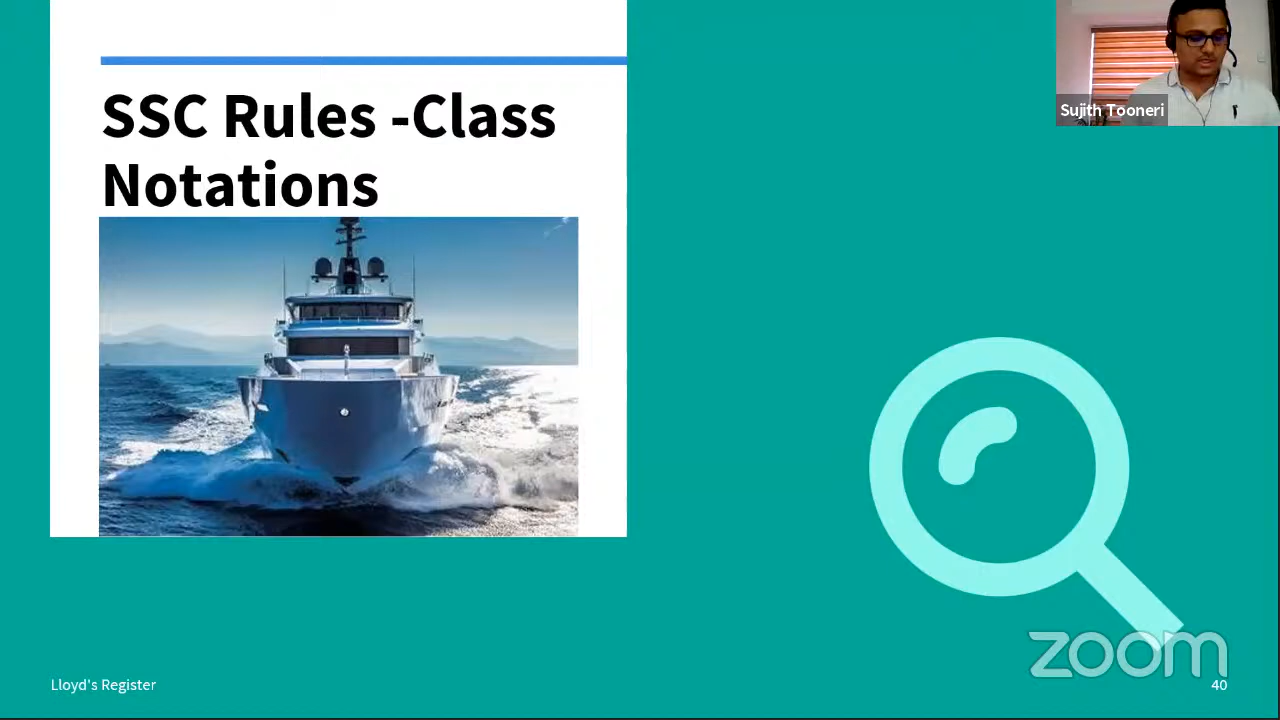 SSC Rules -Class
Notations
Sujith Tooneri
zoom
Lloyd's Register
40